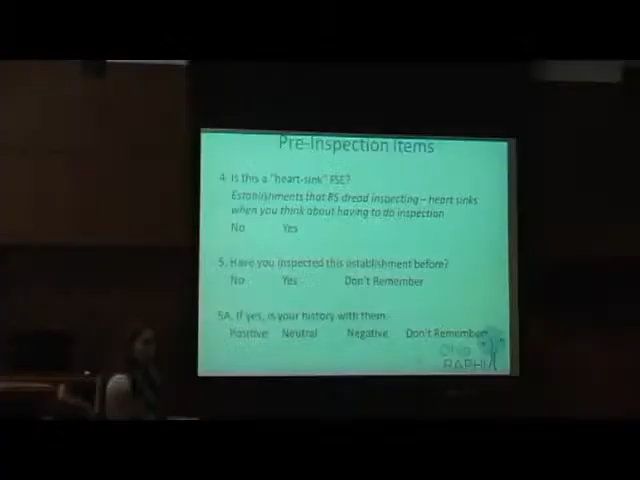 Pre-Inspection Items
4. Is this a "heart-sink" FSE?
Establishments that RS dread inspecting – heart sinks
when you think about having to do inspection
No Yes
5. Have you inspected this establishment before?
No Yes Don't Remember
5A. If yes, is your history with them:
Positive Neutral Negative Don't Remember
Ohio
RAPHI